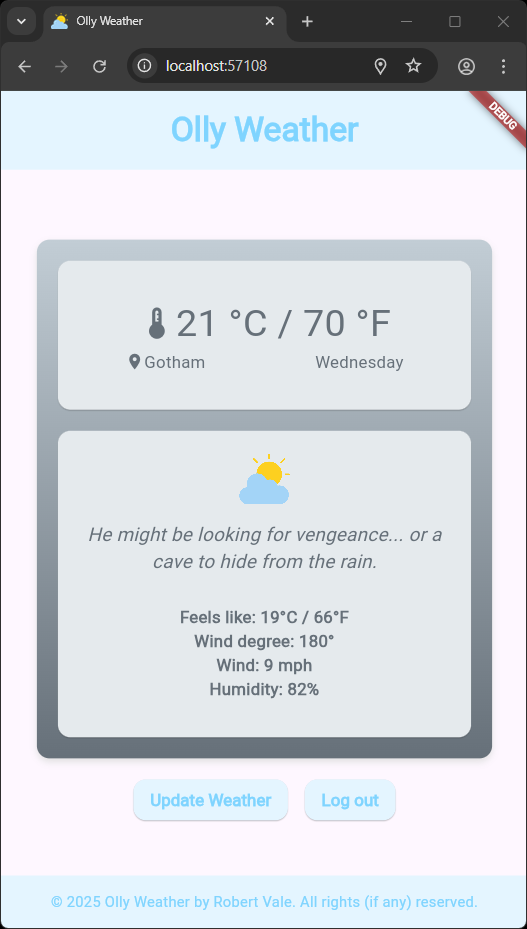 Olly Weather
localhost:57108
Olly Weather
DEBUG
21 °C / 70 °F
Gotham Wednesday
He might be looking for vengeance... or a
cave to hide from the rain.
Feels like: 19°C / 66°F
Wind degree: 180°
Wind: 9 mph
Humidity: 82%
Update Weather Log out
© 2025 Olly Weather by Robert Vale. All rights (if any) reserved.